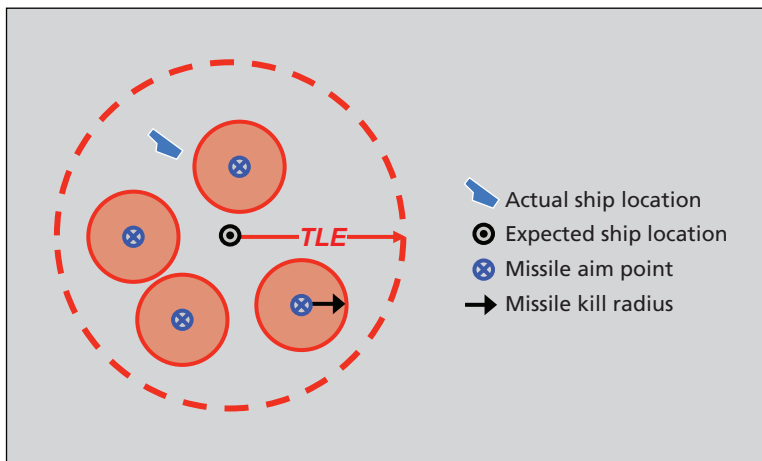 TLE
Actual ship location
Expected ship location
Missile aim point
Missile kill radius